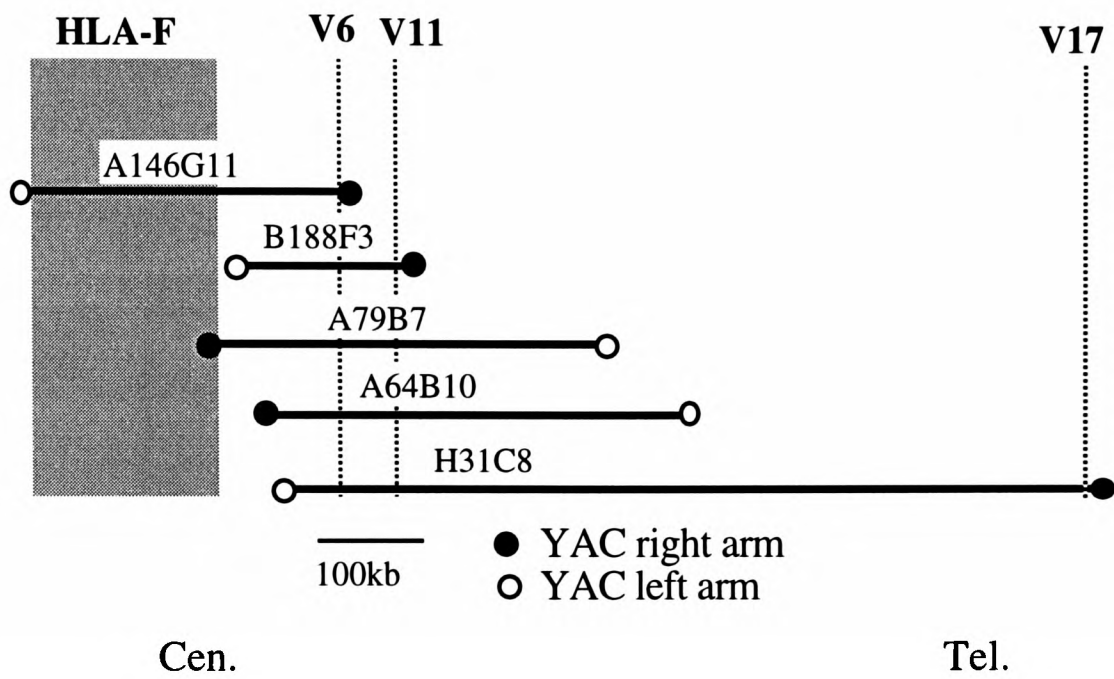 HLA-F
V6
V11
V17
A146G11
B188F3
A79B7
A64B10
H31C8
100kb
YAC right arm
YAC left arm
Cen.
Tel.